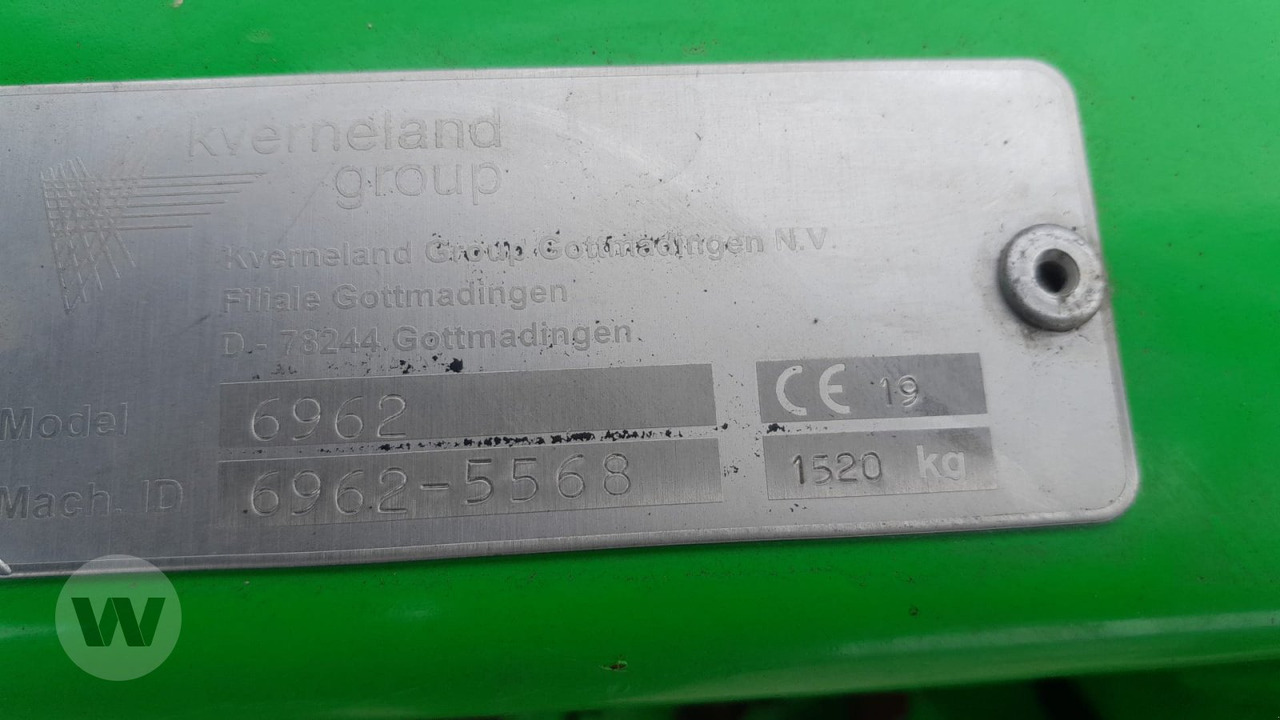 kverneland
group
Kverneland Group Gottmadingen N.V.
Filiale Gottmadingen
D.- 78244 Gottmadingen
Model 6962 CE 19
Mach. ID 6962-5568 1520 kg
W